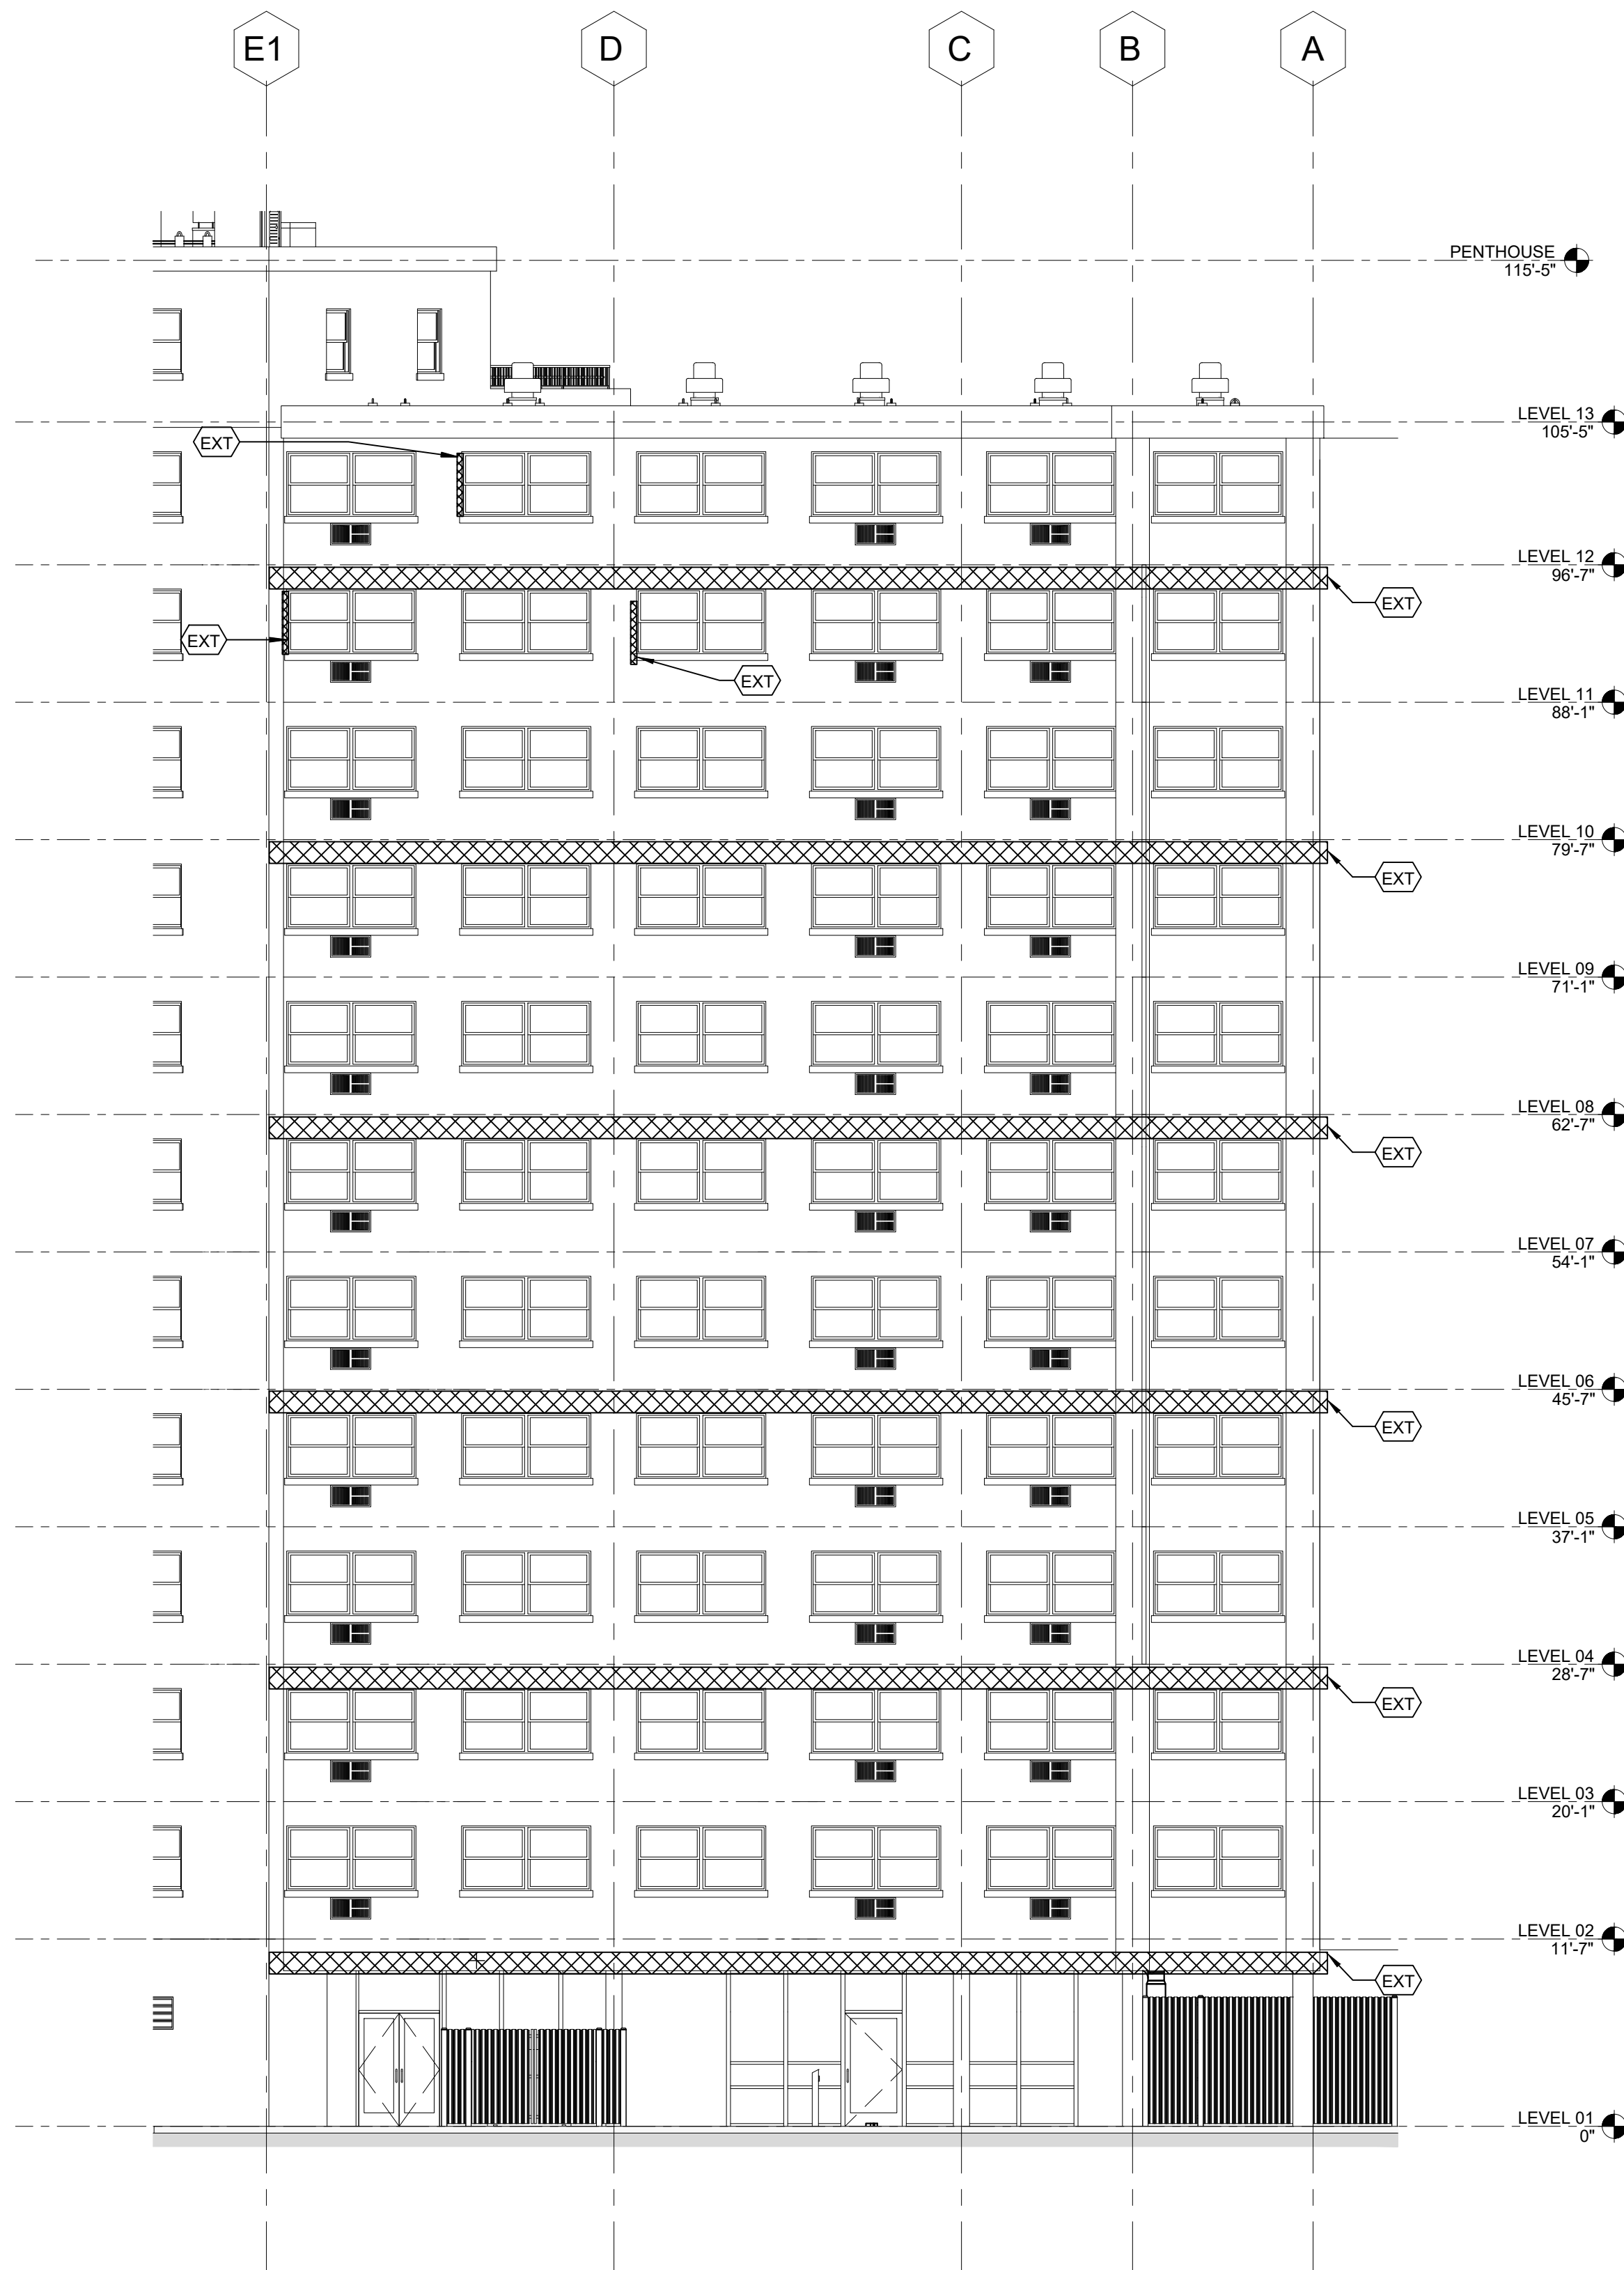 E1
D
C
B
A
PENTHOUSE
115'-5"
LEVEL 13
105'-5"
EXT
LEVEL 12
96'-7"
EXT
EXT
EXT
LEVEL 11
88'-1"
LEVEL 10
79'-7"
EXT
LEVEL 09
71'-1"
LEVEL 08
62'-7"
EXT
LEVEL 07
54'-1"
LEVEL 06
45'-7"
EXT
LEVEL 05
37'-1"
LEVEL 04
28'-7"
EXT
LEVEL 03
20'-1"
LEVEL 02
11'-7"
EXT
LEVEL 01
0"